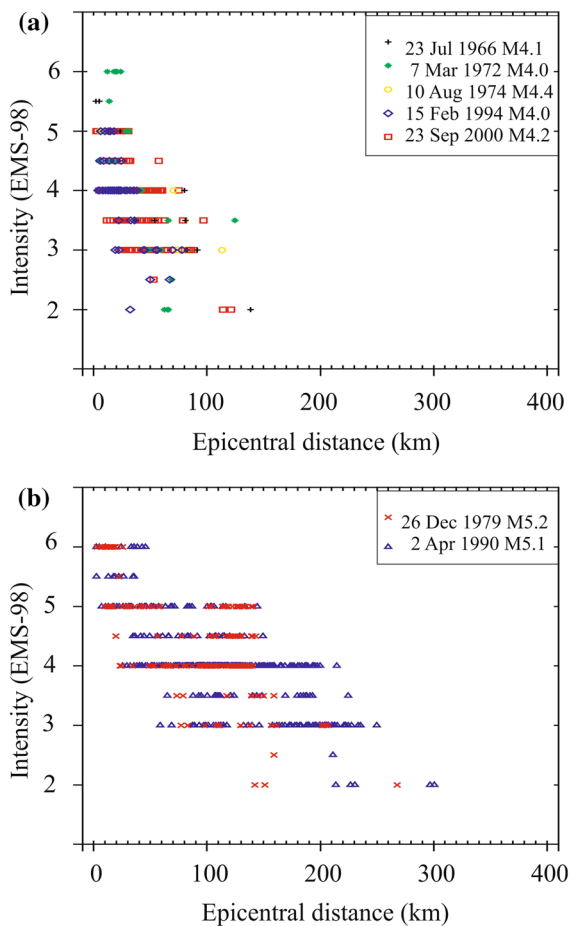 (a)
23 Jul 1966 M4.1
7 Mar 1972 M4.0
10 Aug 1974 M4.4
15 Feb 1994 M4.0
23 Sep 2000 M4.2
Intensity (EMS-98)
6
5
4
3
2
0 100 200 300 400
Epicentral distance (km)
(b)
26 Dec 1979 M5.2
2 Apr 1990 M5.1
Intensity (EMS-98)
6
5
4
3
2
0 100 200 300 400
Epicentral distance (km)